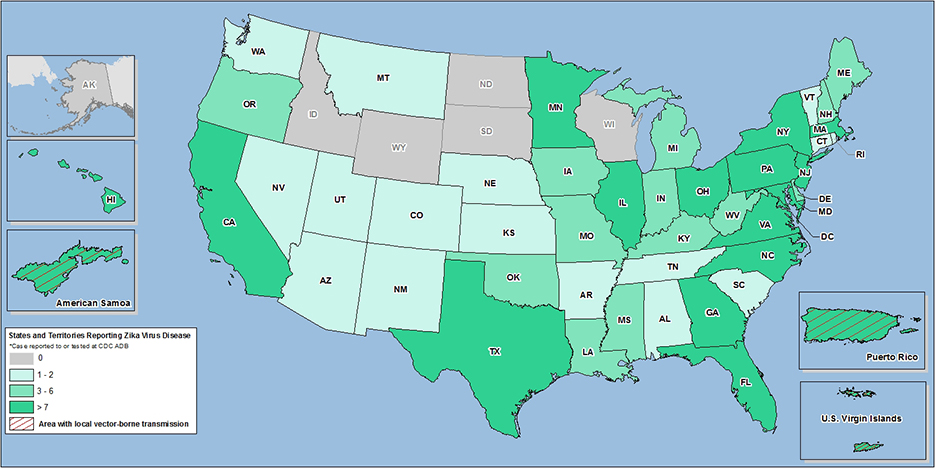 WA
MT
ND
MN
ME
AK
OR
ID
SD
WI
VT
NH
WY
MI
NY
MA
CT
RI
HI
NV
UT
NE
IA
PA
NJ
CA
CO
IL
IN
OH
DE
MD
KS
MO
WV
VA
DC
KY
NC
AZ
NM
OK
TN
AR
SC
American Samoa
MS
AL
GA
TX
LA
FL
Puerto Rico
U.S. Virgin Islands
States and Territories Reporting Zika Virus Disease
*Case reported to or tested at CDC ADB
0
1 - 2
3 - 6
> 7
Area with local vector-borne transmission